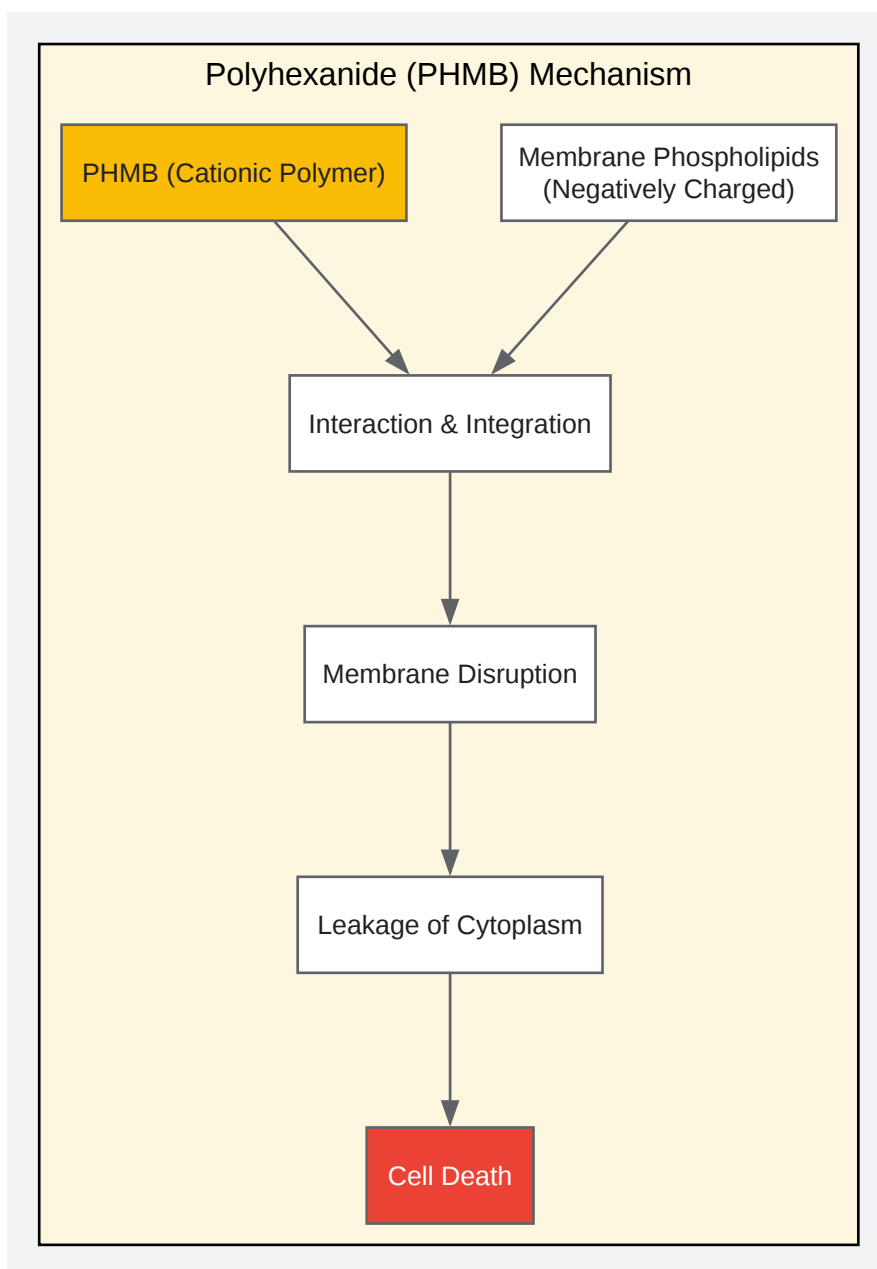 Polyhexanide (PHMB) Mechanism
PHMB (Cationic Polymer)
Membrane Phospholipids
(Negatively Charged)
Interaction & Integration
Membrane Disruption
Leakage of Cytoplasm
Cell Death